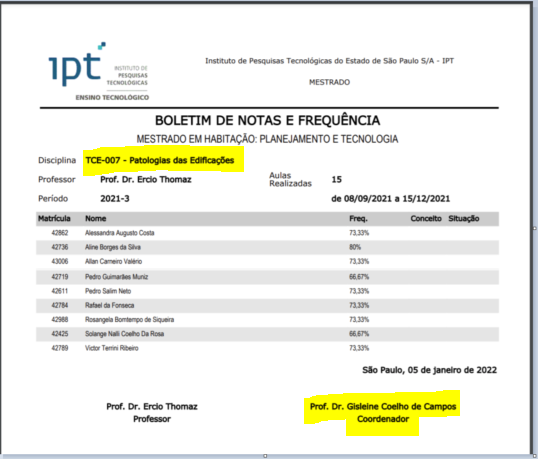 ipt
INSTITUTO DE
PESQUISAS
TECNOLÓGICAS
ENSINO TECNOLÓGICO
Instituto de Pesquisas Tecnológicas do Estado de São Paulo S/A - IPT
MESTRADO
BOLETIM DE NOTAS E FREQUÊNCIA
MESTRADO EM HABITAÇÃO: PLANEJAMENTO E TECNOLOGIA
Disciplina TCE-007 - Patologias das Edificações
Professor Prof. Dr. Ercio Thomaz Aulas Realizadas 15
Período 2021-3 de 08/09/2021 a 15/12/2021
Matrícula Nome Freq. Conceito Situação
42862 Alessandra Augusto Costa 73,33%
42736 Aline Borges da Silva 80%
43006 Allan Carneiro Valério 73,33%
42719 Pedro Guimarães Muniz 66,67%
42611 Pedro Salim Neto 73,33%
42784 Rafael da Fonseca 73,33%
42988 Rosangela Bomtempo de Siqueira 73,33%
42425 Solange Nalli Coelho Da Rosa 66,67%
42789 Victor Terrini Ribeiro 73,33%
São Paulo, 05 de janeiro de 2022
Prof. Dr. Ercio Thomaz Prof. Dr. Gisleine Coelho de Campos
Professor Coordenador